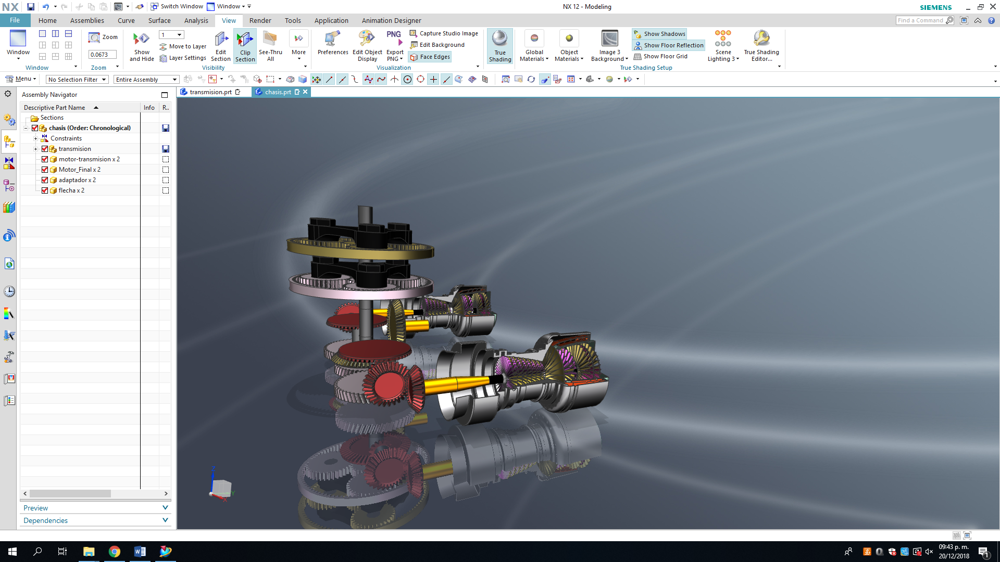 NX
Switch Window
Window
NX 12 - Modeling
SIEMENS
File
Home
Assemblies
Curve
Surface
Analysis
View
Render
Tools
Application
Animation Designer
Find a Command
Window
Zoom
0.0673
Show and Hide
1
Move to Layer
Layer Settings
Edit Section
Clip Section
See-Thru All
More
Preferences
Edit Object Display
PNG
Export PNG
Capture Studio Image
Edit Background
Face Edges
True Shading
Global Materials
Object Materials
Image 3 Background
Show Shadows
Show Floor Reflection
Show Floor Grid
Scene Lighting 3
True Shading Editor...
Window
Zoom
Visibility
Visualization
True Shading Setup
Menu
No Selection Filter
Entire Assembly
Assembly Navigator
transmision.prt
chasis.prt
Descriptive Part Name
Info
R..
Sections
chasis (Order: Chronological)
Constraints
transmision
motor-transmision x 2
Motor_Final x 2
adaptador x 2
flecha x 2
Z
Y
X
Preview
Dependencies
09:43 p. m.
20/12/2018
1